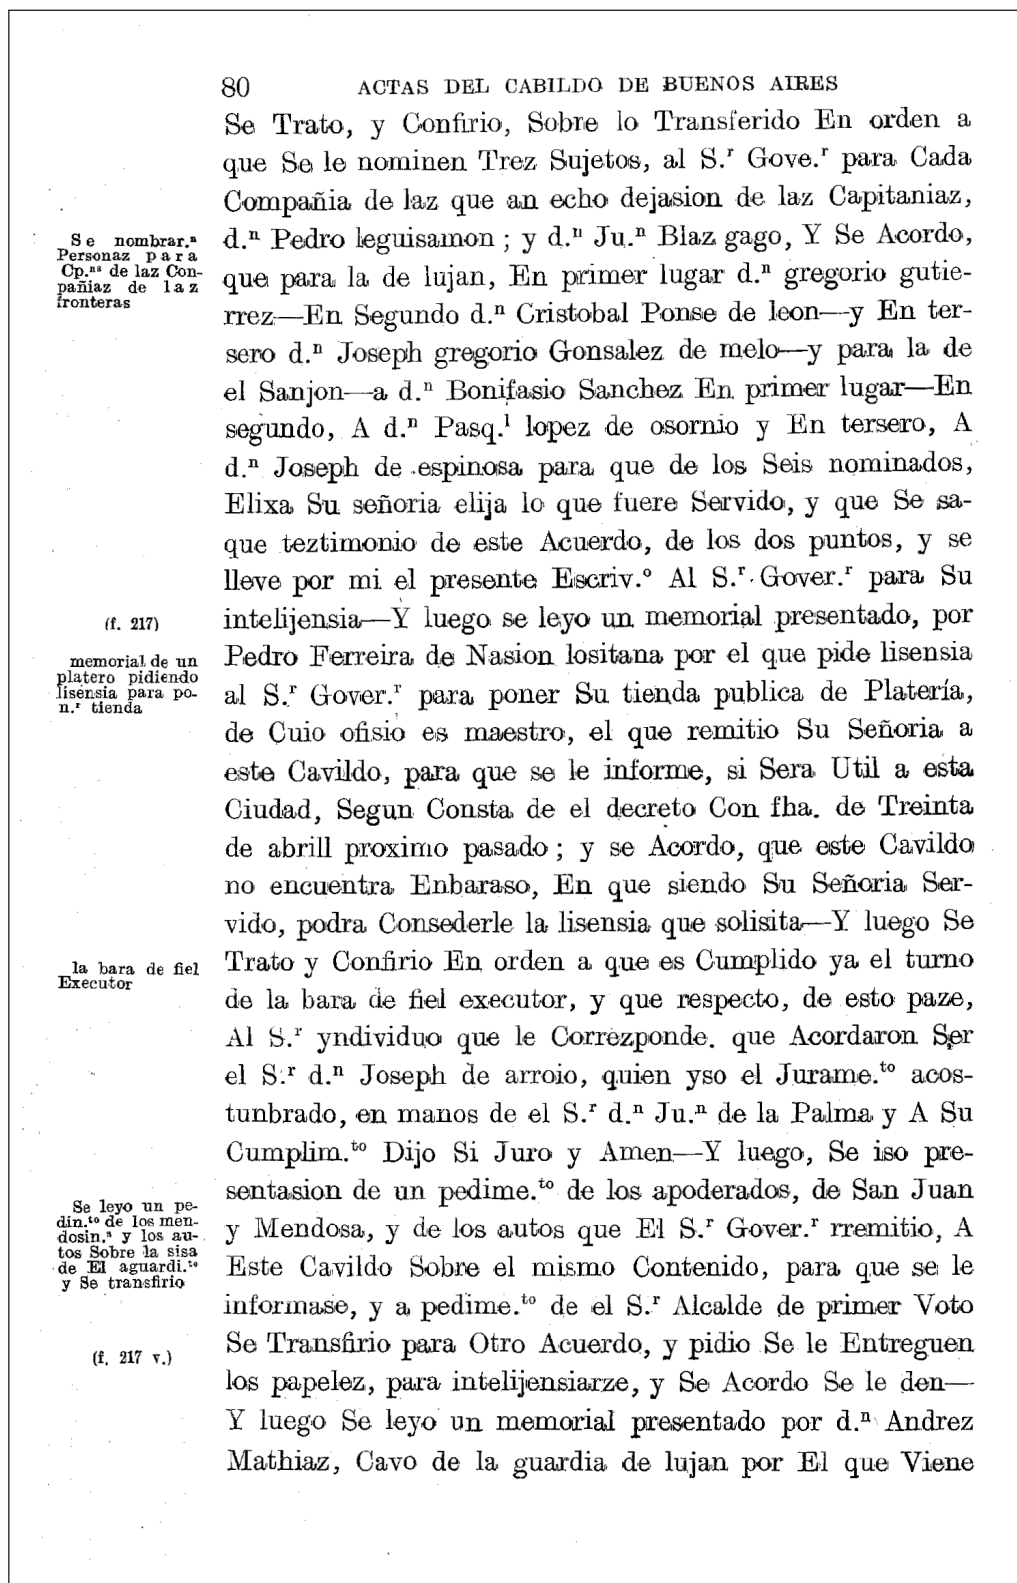 80 ACTAS DEL CABILDO DE BUENOS AIRES
Se Trato, y Confirio, Sobre lo Transferido En orden a
que Se le nominen Trez Sujetos, al S.ʳ Gove.ʳ para Cada
Compañia de laz que an echo dejasion de laz Capitaniaz,
Se nombrar.ⁿ
Personaz para
Cp.ⁿˢ de laz Con-
pañiaz de laz
fronteras
d.ⁿ Pedro leguisamon ; y d.ⁿ Ju.ⁿ Blaz gago, Y Se Acordo,
que para la de lujan, En primer lugar d.ⁿ gregorio gutie-
rrez—En Segundo d.ⁿ Cristobal Ponse de leon—y En ter-
sero d.ⁿ Joseph gregorio Gonsalez de melo—y para la de
el Sanjon—a d.ⁿ Bonifasio Sanchez En primer lugar—En
segundo, A d.ⁿ Pasq.ˡ lopez de osornio y En tersero, A
d.ⁿ Joseph de espinosa para que de los Seis nominados,
Elixa Su señoria elija lo que fuere Servido, y que Se sa-
que teztimonio de este Acuerdo, de los dos puntos, y se
lleve por mi el presente Escriv.º Al S.ʳ Gover.ʳ para Su
(f. 217)
intelijensia—Y luego se leyo un memorial presentado, por
memorial de un
platero pidiendo
lisensia para po-
n.ʳ tienda
Pedro Ferreira de Nasion lositana por el que pide lisensia
al S.ʳ Gover.ʳ para poner Su tienda publica de Platería,
de Cuio ofisio es maestro, el que remitio Su Señoria a
este Cavildo, para que se le informe, si Sera Util a esta
Ciudad, Segun Consta de el decreto Con fha. de Treinta
de abrill proximo pasado ; y se Acordo, que este Cavildo
no encuentra Enbaraso, En que siendo Su Señoria Ser-
vido, podra Consederle la lisensia que solisita—Y luego Se
la bara de fiel
Executor
Trato y Confirio En orden a que es Cumplido ya el turno
de la bara de fiel executor, y que respecto, de esto paze,
Al S.ʳ yndividuo que le Correzponde. que Acordaron Ser
el S.ʳ d.ⁿ Joseph de arroio, quien yso el Jurame.ᵗᵒ acos-
tunbrado, en manos de el S.ʳ d.ⁿ Ju.ⁿ de la Palma y A Su
Cumplim.ᵗᵒ Dijo Si Juro y Amen—Y luego, Se iso pre-
sentasion de un pedime.ᵗᵒ de los apoderados, de San Juan
Se leyo un pe-
din.ᵗᵒ de los men-
dosin.ˢ y los au-
tos Sobre la sisa
de El aguardi.ᵗᵉ
y Se transfirio
y Mendosa, y de los autos que El S.ʳ Gover.ʳ rremitio, A
Este Cavildo Sobre el mismo Contenido, para que se le
informase, y a pedime.ᵗᵒ de el S.ʳ Alcalde de primer Voto
Se Transfirio para Otro Acuerdo, y pidio Se le Entreguen
(f. 217 v.)
los papelez, para intelijensiarze, y Se Acordo Se le den—
Y luego Se leyo un memorial presentado por d.ⁿ Andrez
Mathiaz, Cavo de la guardia de lujan por El que Viene